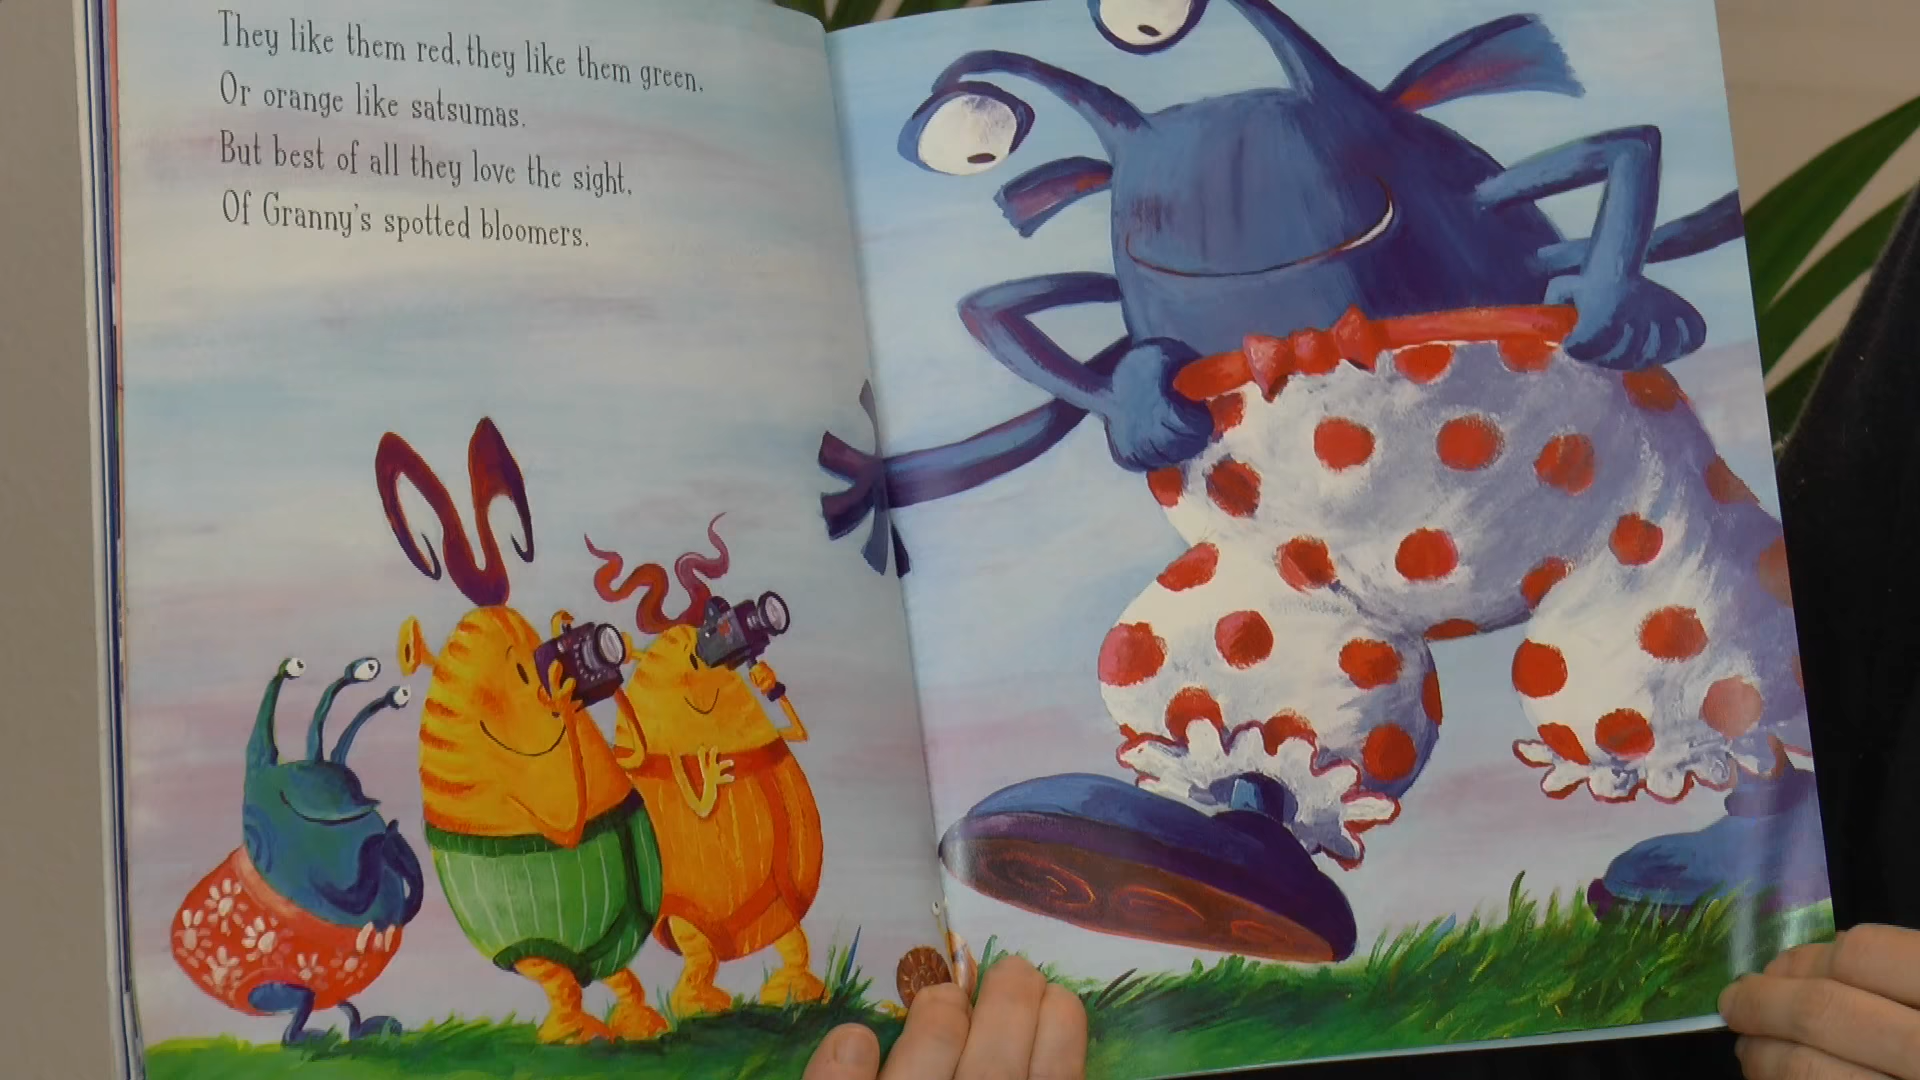 They like them red, they like them green,
Or orange like satsumas.
But best of all they love the sight,
Of Granny's spotted bloomers.